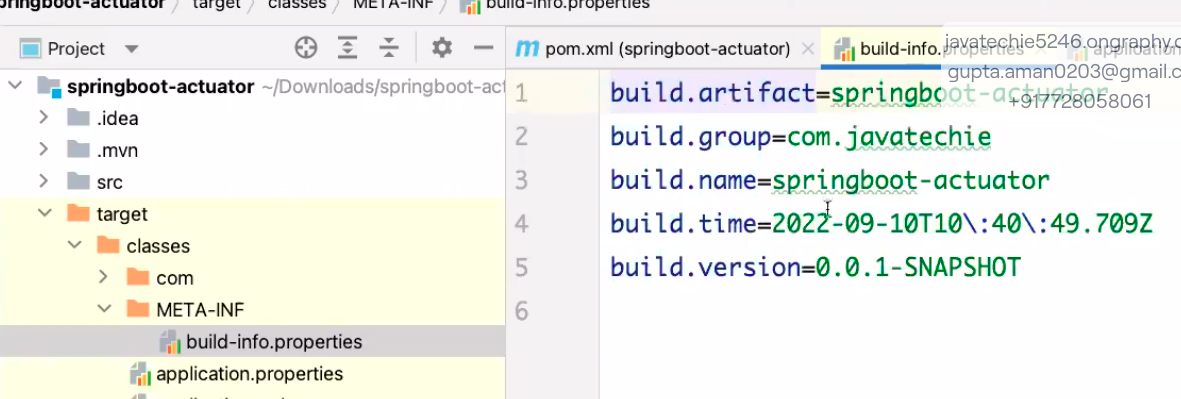 springboot-actuator target classes META-INF build-info.properties
Project
pom.xml (springboot-actuator)
build-info.properties
application
javatechie5246.ongraphy.c
gupta.aman0203@gmail.c
+917728058061
springboot-actuator ~/Downloads/springboot-act
.idea
.mvn
src
target
classes
com
META-INF
build-info.properties
application.properties
1 build.artifact=springboot-actuator
2 build.group=com.javatechie
3 build.name=springboot-actuator
4 build.time=2022-09-10T10\:40\:49.709Z
5 build.version=0.0.1-SNAPSHOT
6